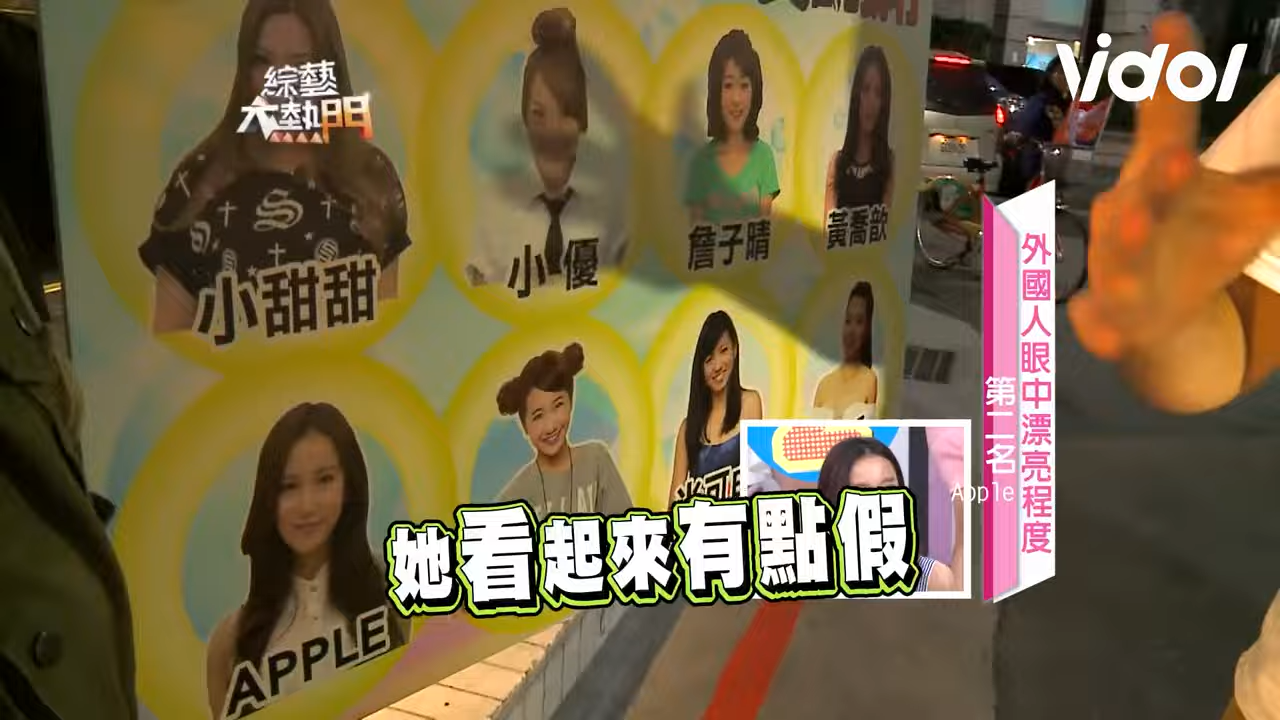 綜藝
大熱門
Vidol
小甜甜
小優
詹子晴
黃喬歆
APPLE
外國人眼中漂亮程度
第二名
Apple
她看起來有點假